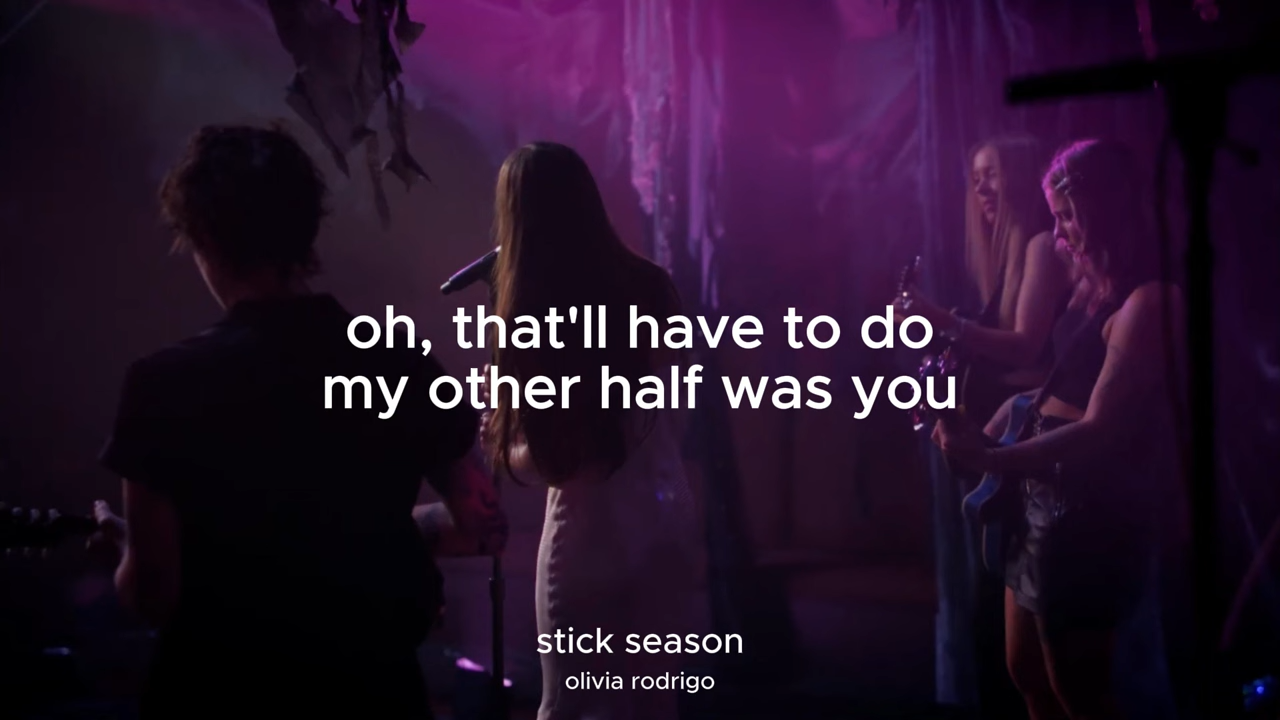 oh, that'll have to do
my other half was you
stick season
olivia rodrigo